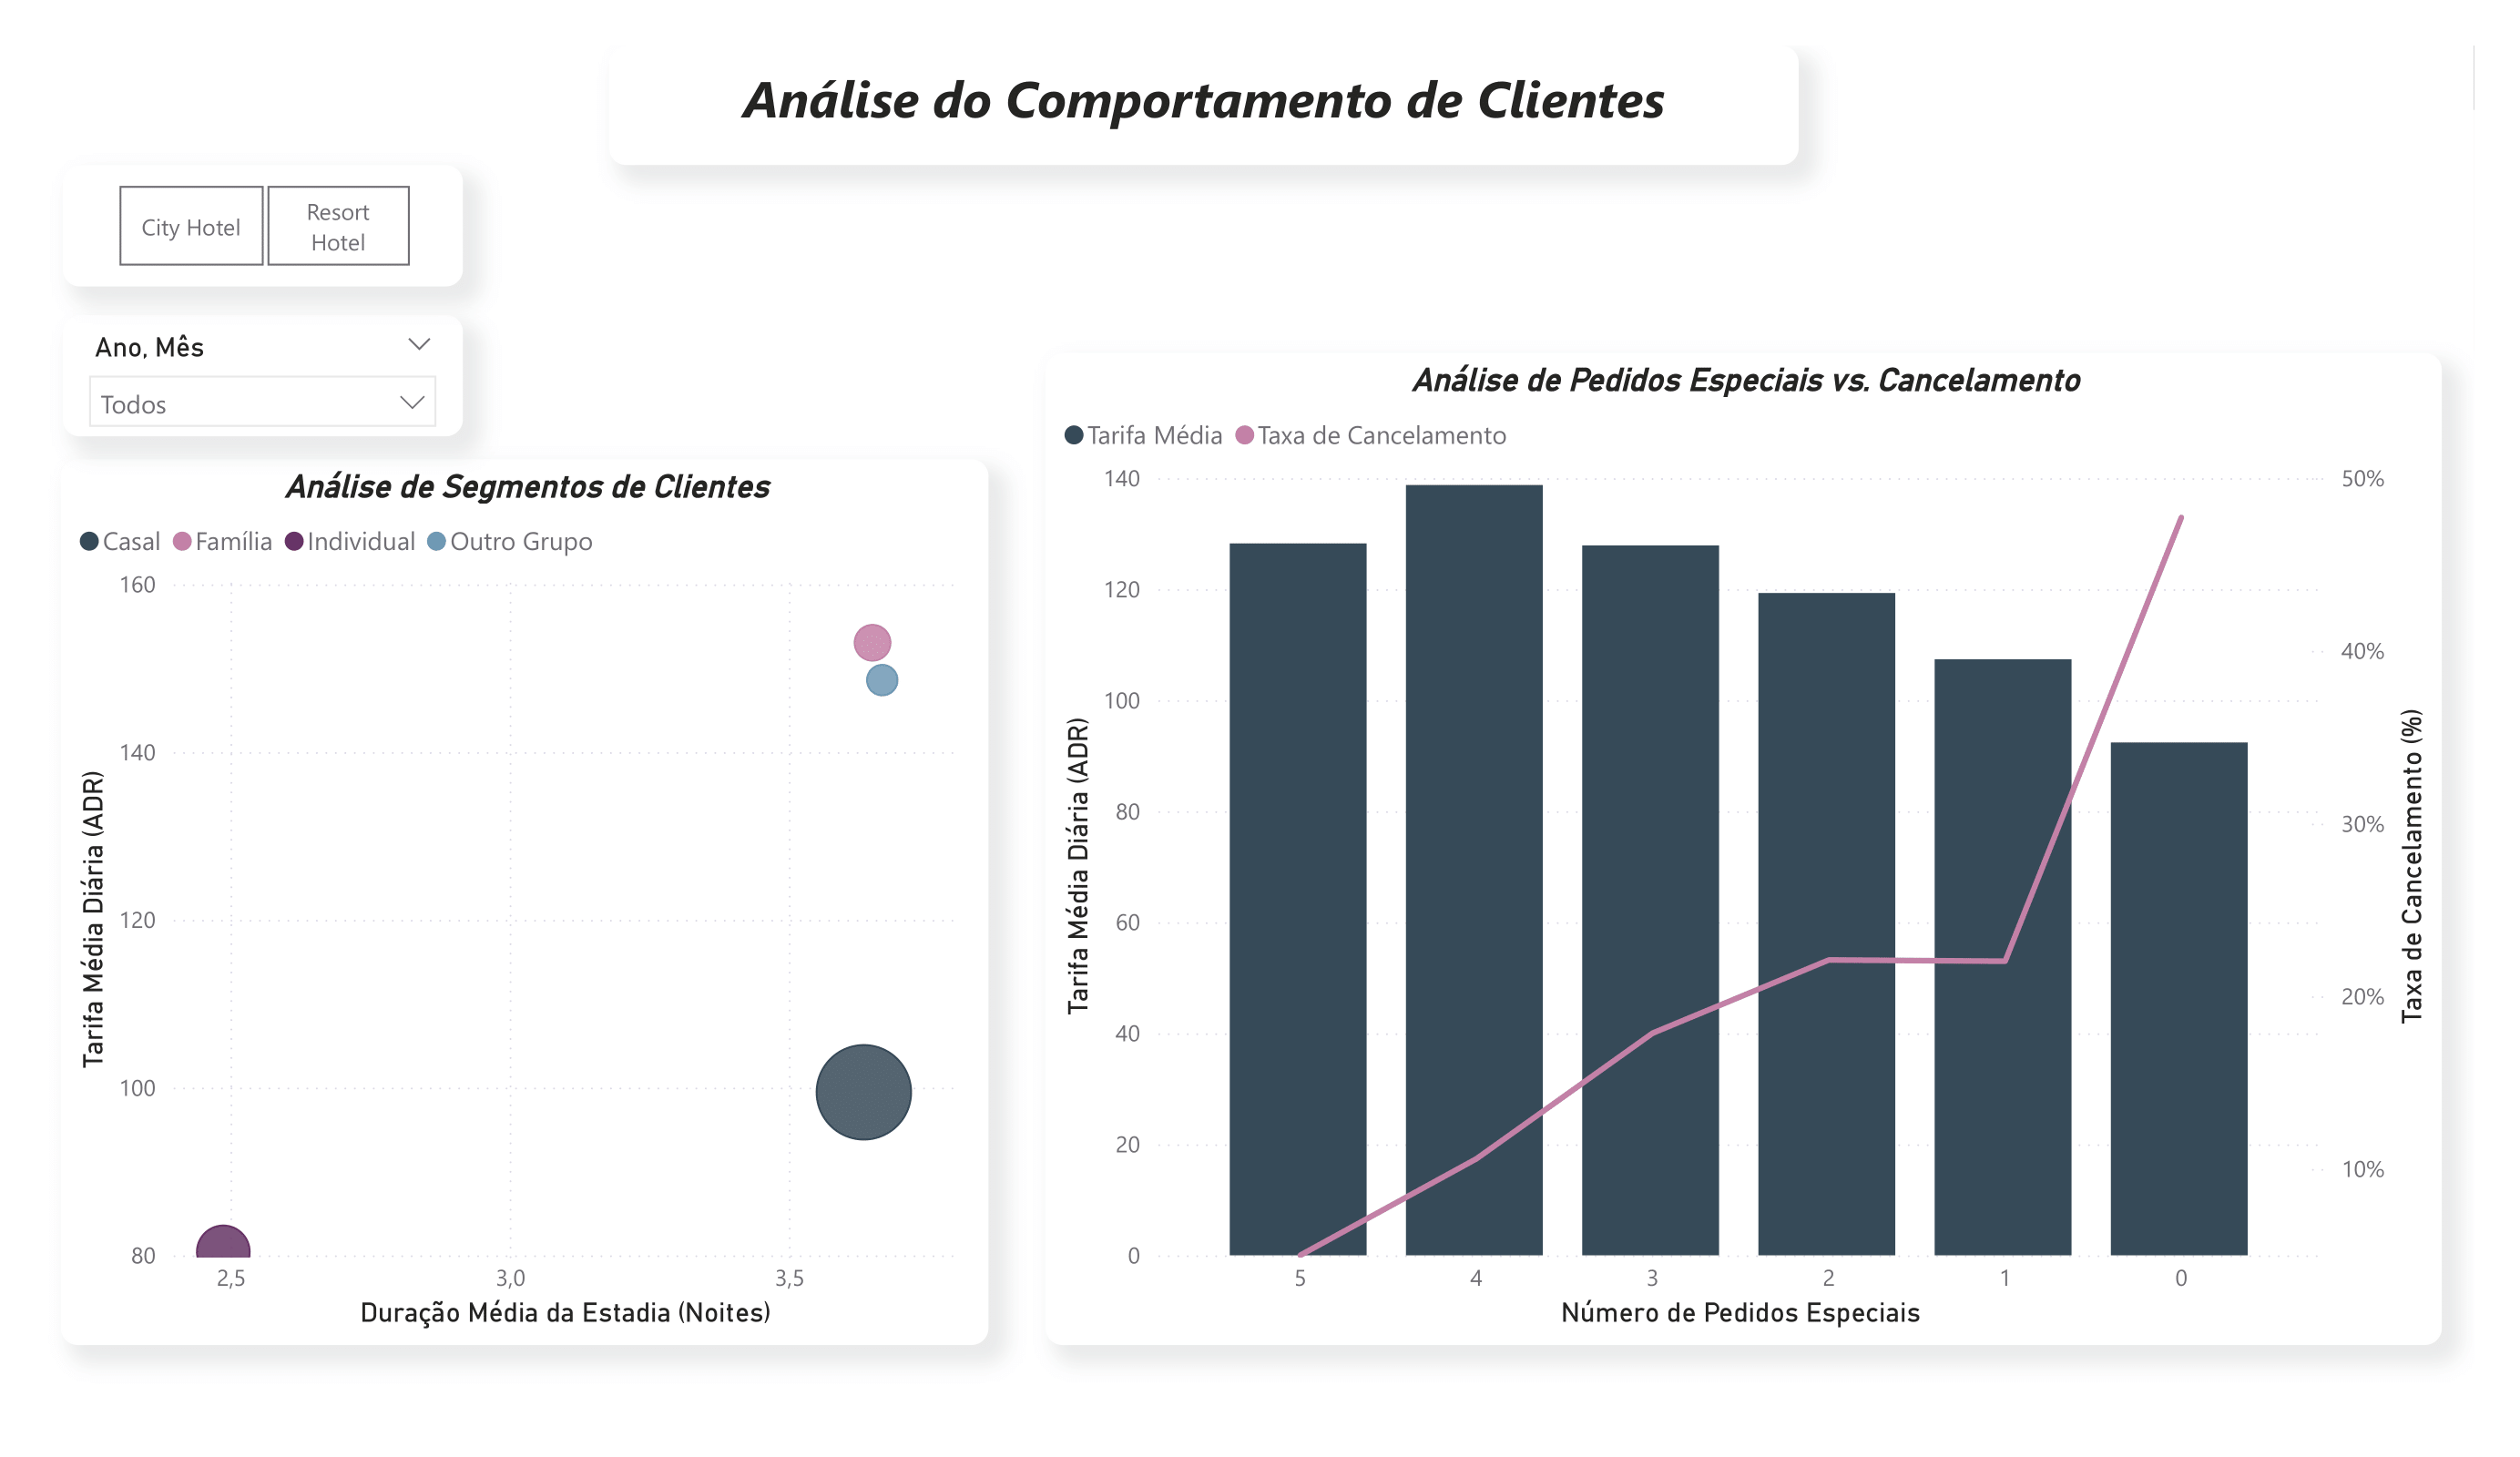 Análise do Comportamento de Clientes
City Hotel
Resort
Hotel
Ano, Mês
Todos
Análise de Segmentos de Clientes
Casal Família Individual Outro Grupo
Tarifa Média Diária (ADR)
160
140
120
100
80
2,5 3,0 3,5
Duração Média da Estadia (Noites)
Análise de Pedidos Especiais vs. Cancelamento
Tarifa Média Taxa de Cancelamento
Tarifa Média Diária (ADR)
140
120
100
80
60
40
20
0
50%
40%
30%
20%
10%
Taxa de Cancelamento (%)
5 4 3 2 1 0
Número de Pedidos Especiais